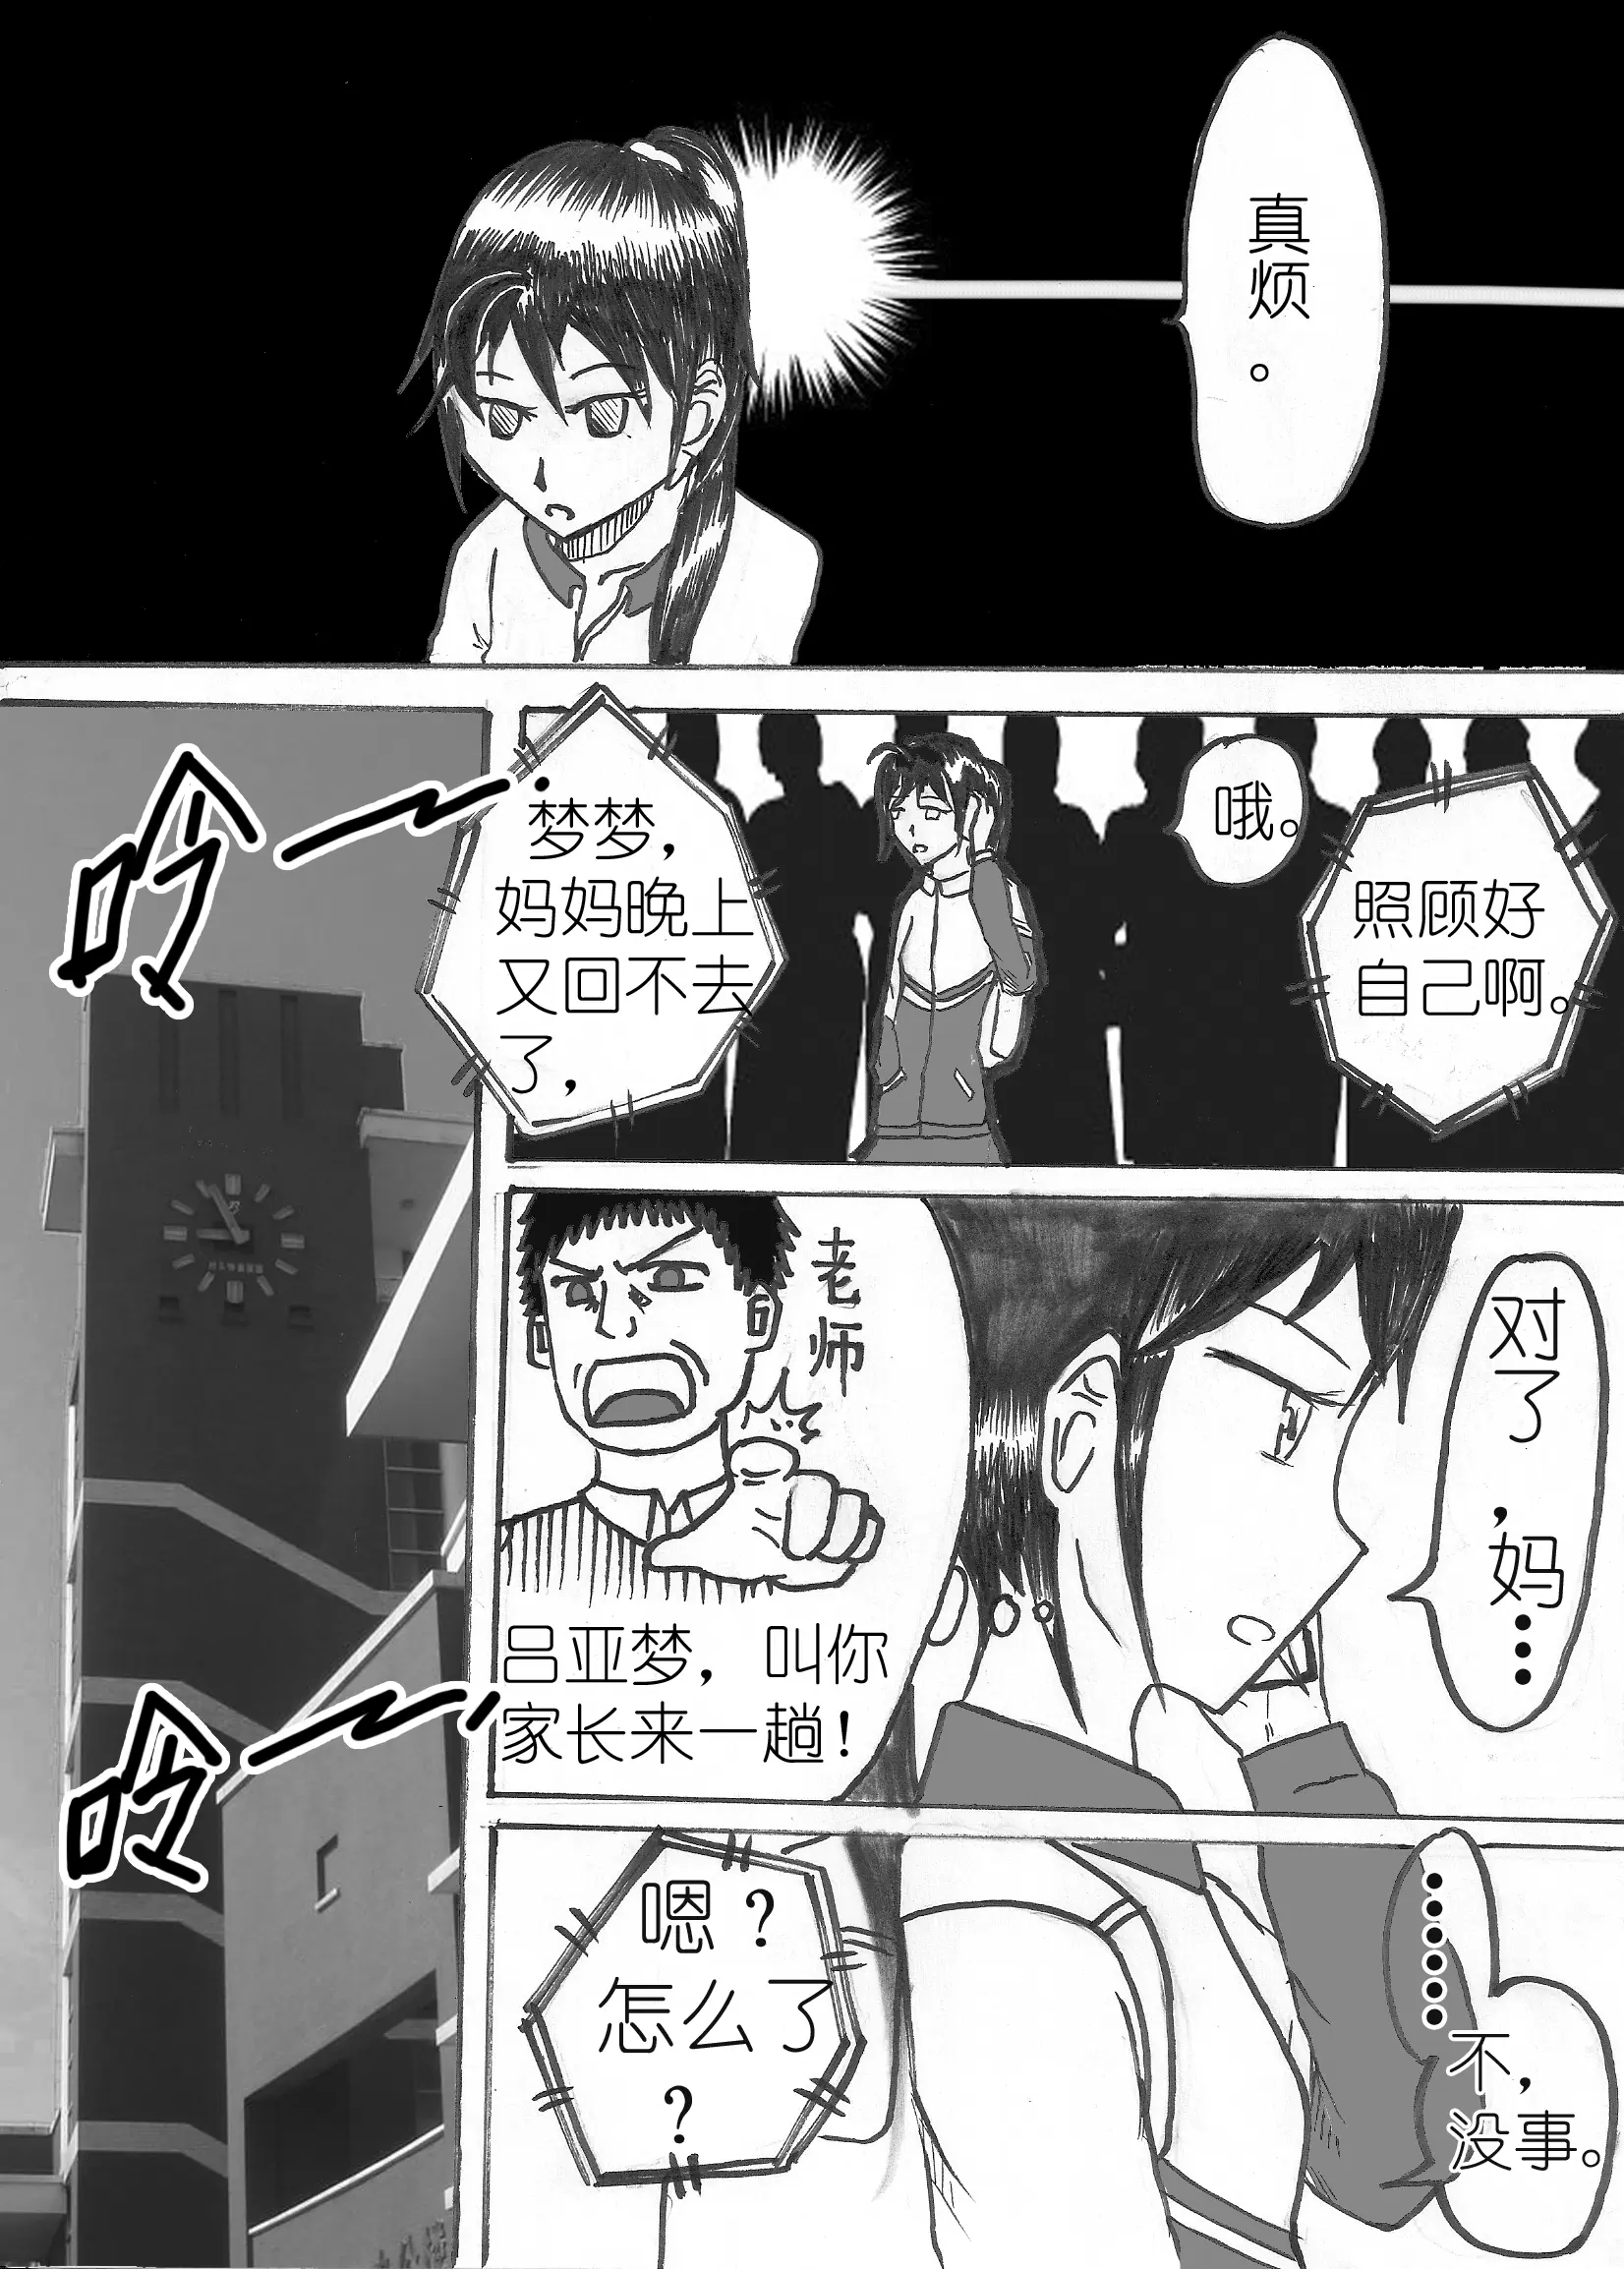 真烦。
铃——
梦梦，
妈妈晚上
又回不去
了，
哦。
照顾好
自己啊。
老师
吕亚梦，叫你
家长来一趟！
对了，妈…
铃——
嗯？
怎么了
？
……
不，
没事。